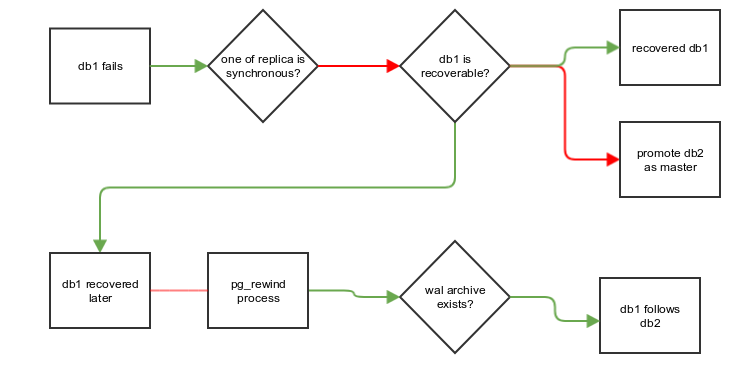 db1 fails
one of replica is
synchronous?
db1 is
recoverable?
recovered db1
promote db2
as master
db1 recovered
later
pg_rewind
process
wal archive
exists?
db1 follows
db2